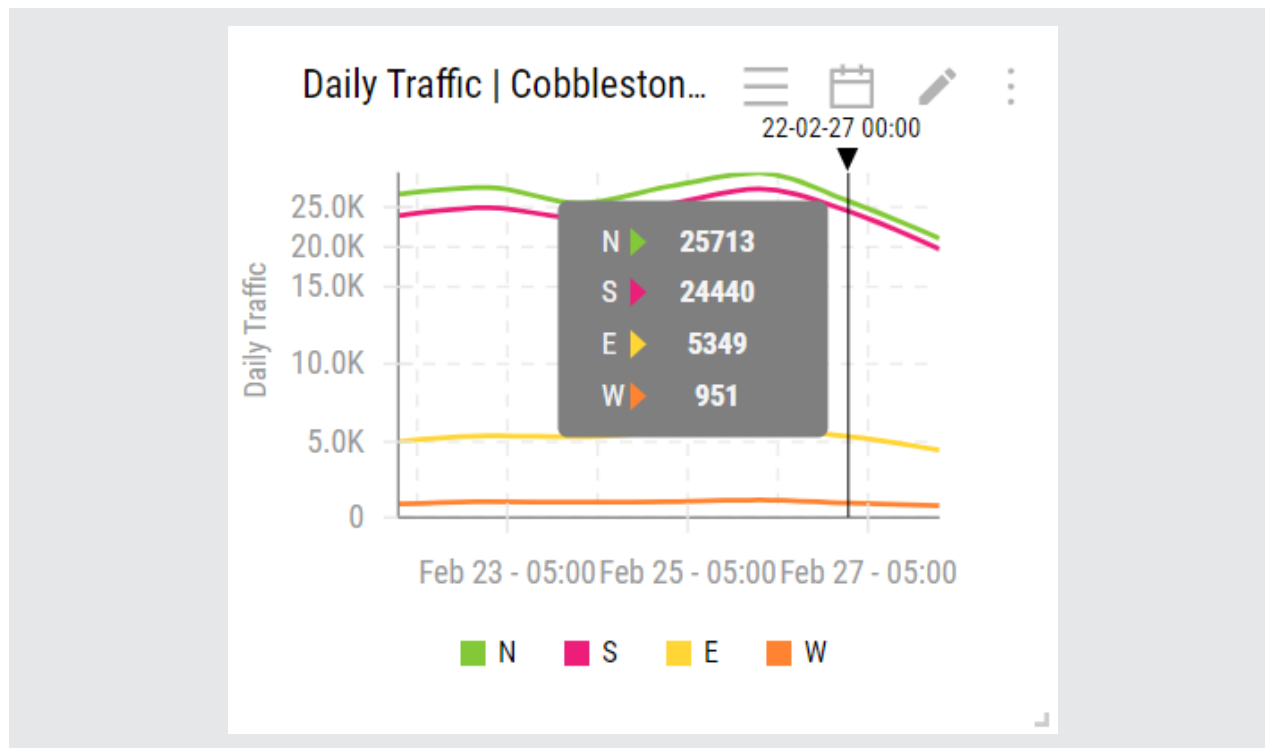 Daily Traffic | Cobbleston...
22-02-27 00:00
25.0K
20.0K
15.0K
10.0K
5.0K
0
Daily Traffic
N 25713
S 24440
E 5349
W 951
Feb 23 - 05:00 Feb 25 - 05:00 Feb 27 - 05:00
N S E W